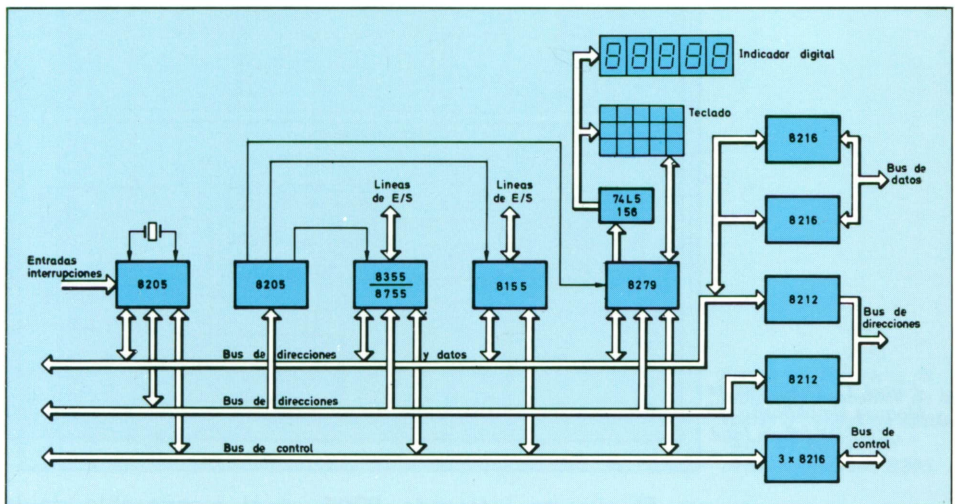 88888
Indicador digital
Teclado
8216
Bus de
datos
8216
Lineas
de E/S
Lineas
de E/S
74L5
156
Entradas
interrupciones
8205
8205
8355
8755
8155
8279
8212
Bus de
direcciones
Bus de direcciones y datos
8212
Bus de direcciones
Bus de control
3 x 8216
Bus de
control